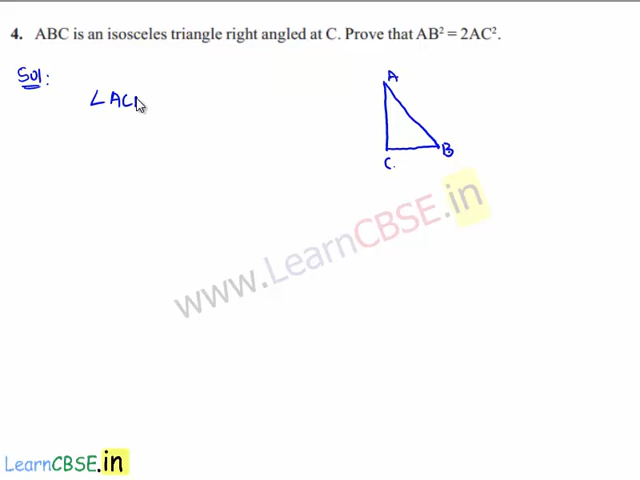 4. ABC is an isosceles triangle right angled at C. Prove that AB² = 2AC².
Sol:
∠AC
A
B
C.
www.LearnCBSE.in
LearnCBSE.in